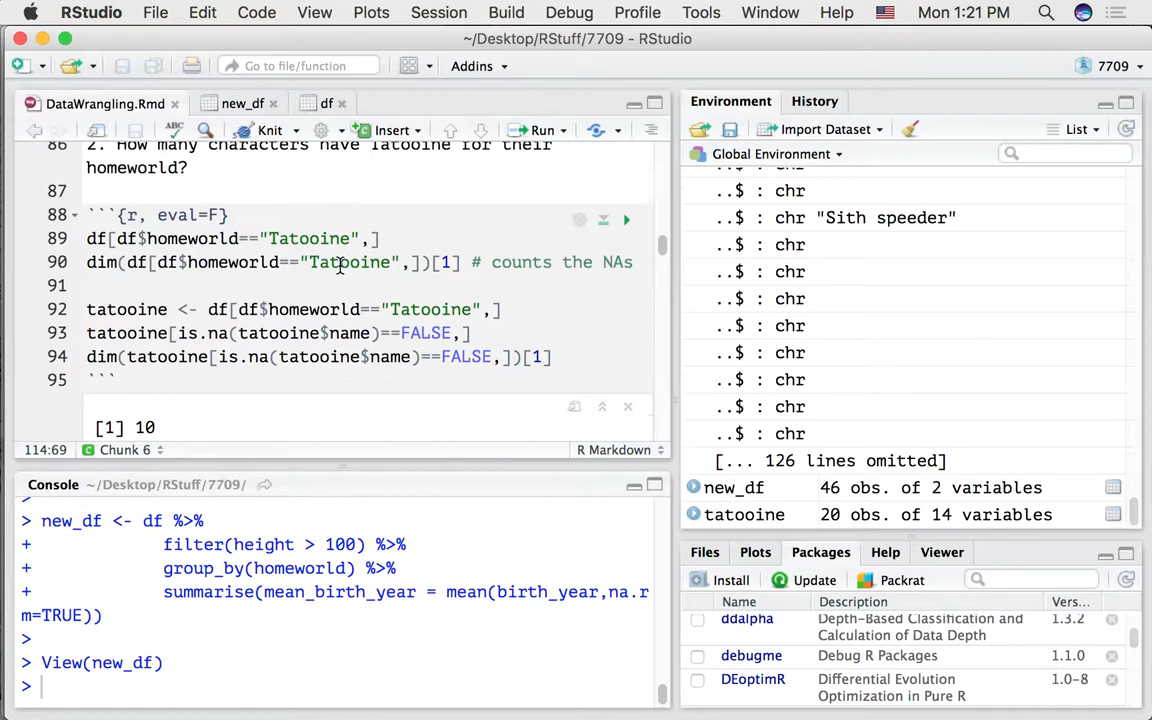 RStudio File Edit Code View Plots Session Build Debug Profile Tools Window Help Mon 1:21 PM
~/Desktop/RStuff/7709 - RStudio
Go to file/function Addins 7709
DataWrangling.Rmd new_df df
ABC Knit Insert Run
86 2. How many characters have Tatooine for their
homeworld?
87
88 ```{r, eval=F}
89 df[df$homeworld=="Tatooine",]
90 dim(df[df$homeworld=="Tatooine",])[1] # counts the NAs
91
92 tatooine <- df[df$homeworld=="Tatooine",]
93 tatooine[is.na(tatooine$name)==FALSE,]
94 dim(tatooine[is.na(tatooine$name)==FALSE,])[1]
95 ```
[1] 10
114:69 Chunk 6 R Markdown
Console ~/Desktop/RStuff/7709/
>
> new_df <- df %>%
+ filter(height > 100) %>%
+ group_by(homeworld) %>%
+ summarise(mean_birth_year = mean(birth_year,na.r
m=TRUE))
>
> View(new_df)
>
Environment History
Import Dataset List
Global Environment
..$ : chr
..$ : chr
..$ : chr "Sith speeder"
..$ : chr
..$ : chr
..$ : chr
..$ : chr
..$ : chr
..$ : chr
..$ : chr
..$ : chr
[... 126 lines omitted]
new_df 46 obs. of 2 variables
tatooine 20 obs. of 14 variables
Files Plots Packages Help Viewer
Install Update Packrat
Name Description Vers...
ddalpha Depth-Based Classification and 1.3.2
Calculation of Data Depth
debugme Debug R Packages 1.1.0
DEoptimR Differential Evolution 1.0-8
Optimization in Pure R